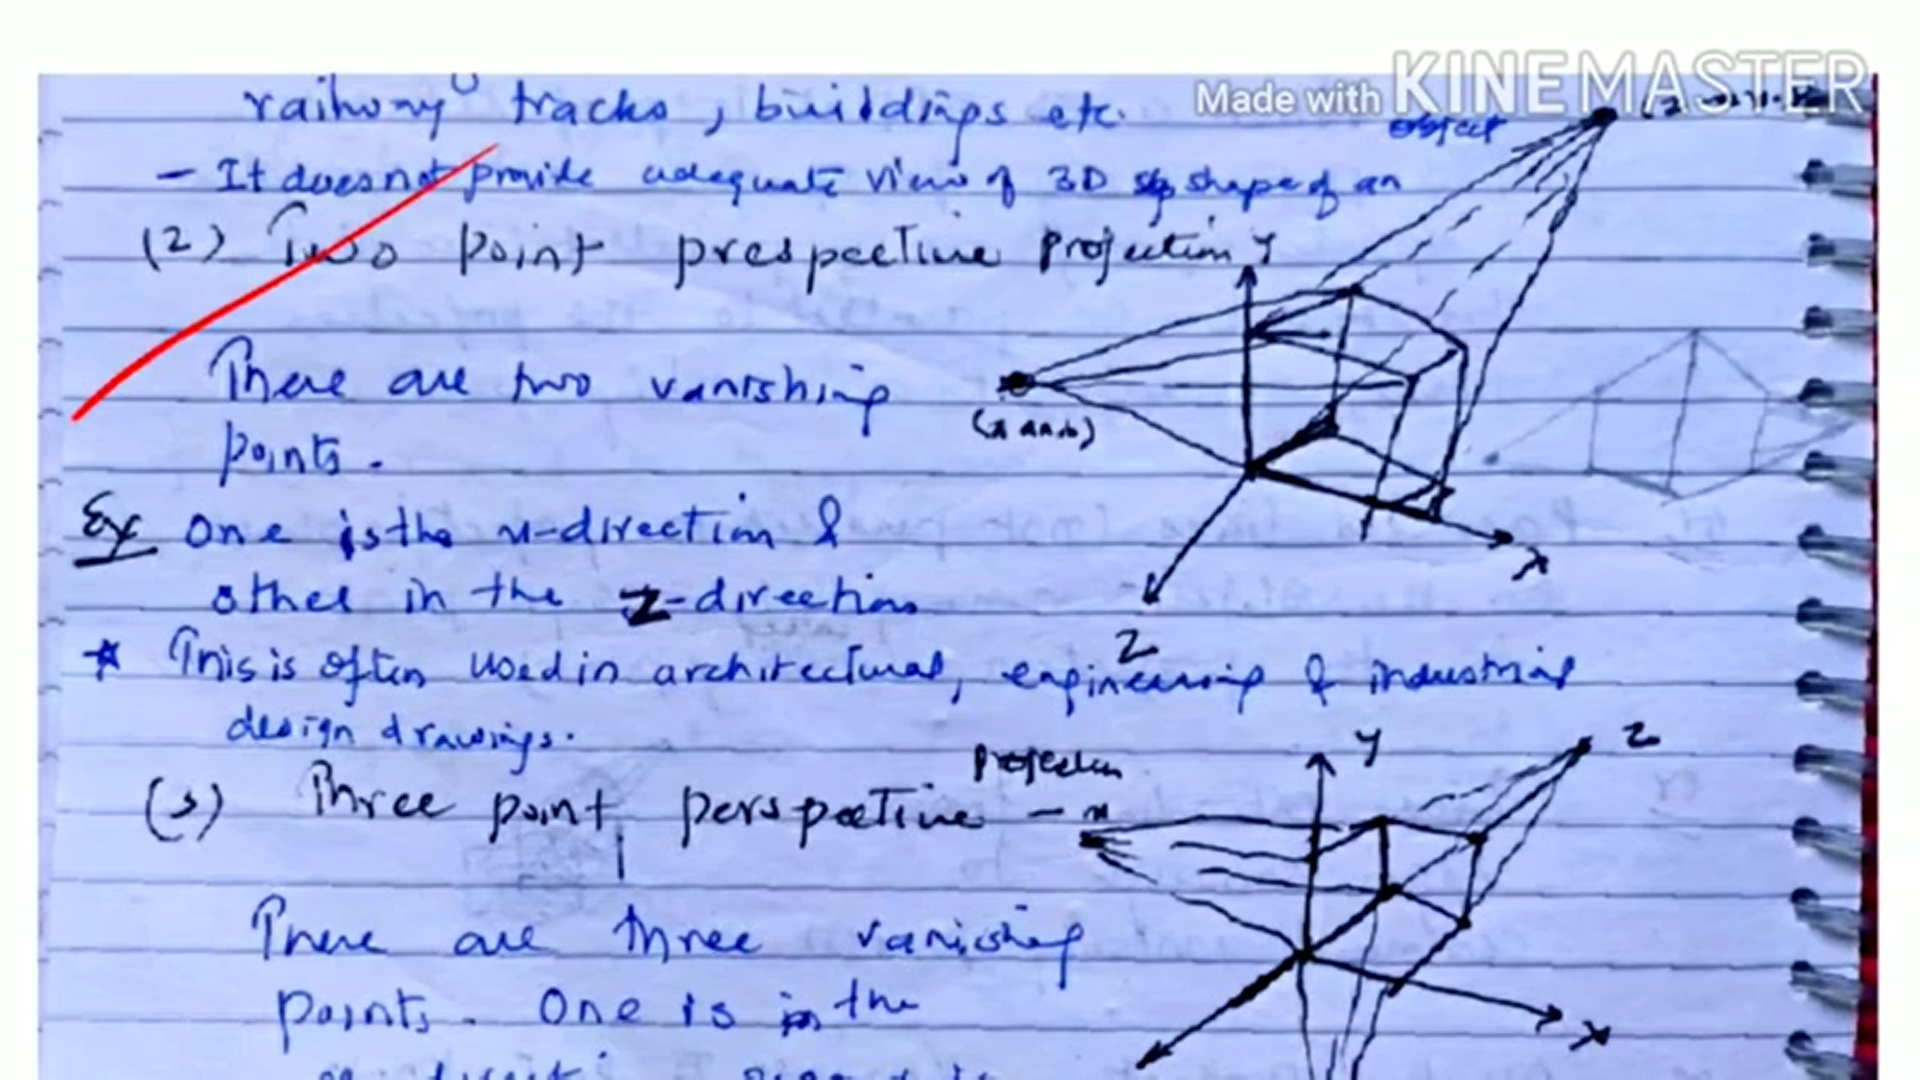 Made with KINEMASTER
railway tracks, buildings etc.
object
- It does not provide adequate view of 3D shape of an
(2) Two point prespective Projection
Y
There are two vanishing
points.
(x axis)
Ex One is the x-direction &
other in the Z-direction
X
Z
* This is often used in architectural, engineering & industrial
design drawings.
Projection
Y
Z
(3) Three point perspective - x
There are three vanishing
points. One is in the
X